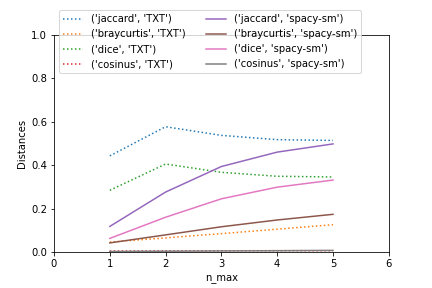 ('jaccard', 'TXT') ('jaccard', 'spacy-sm')
('braycurtis', 'TXT') ('braycurtis', 'spacy-sm')
('dice', 'TXT') ('dice', 'spacy-sm')
('cosinus', 'TXT') ('cosinus', 'spacy-sm')
1.0
0.8
0.6
0.4
0.2
0.0
Distances
0 1 2 3 4 5 6
n_max